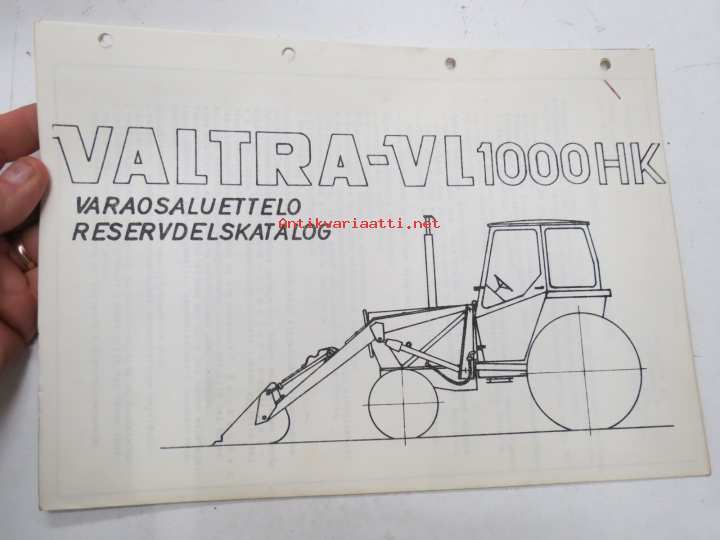 VALTRA-VL1000HK
VARAOSALUETTELO
RESERVDELSKATALOG
Antikvariaatti.net